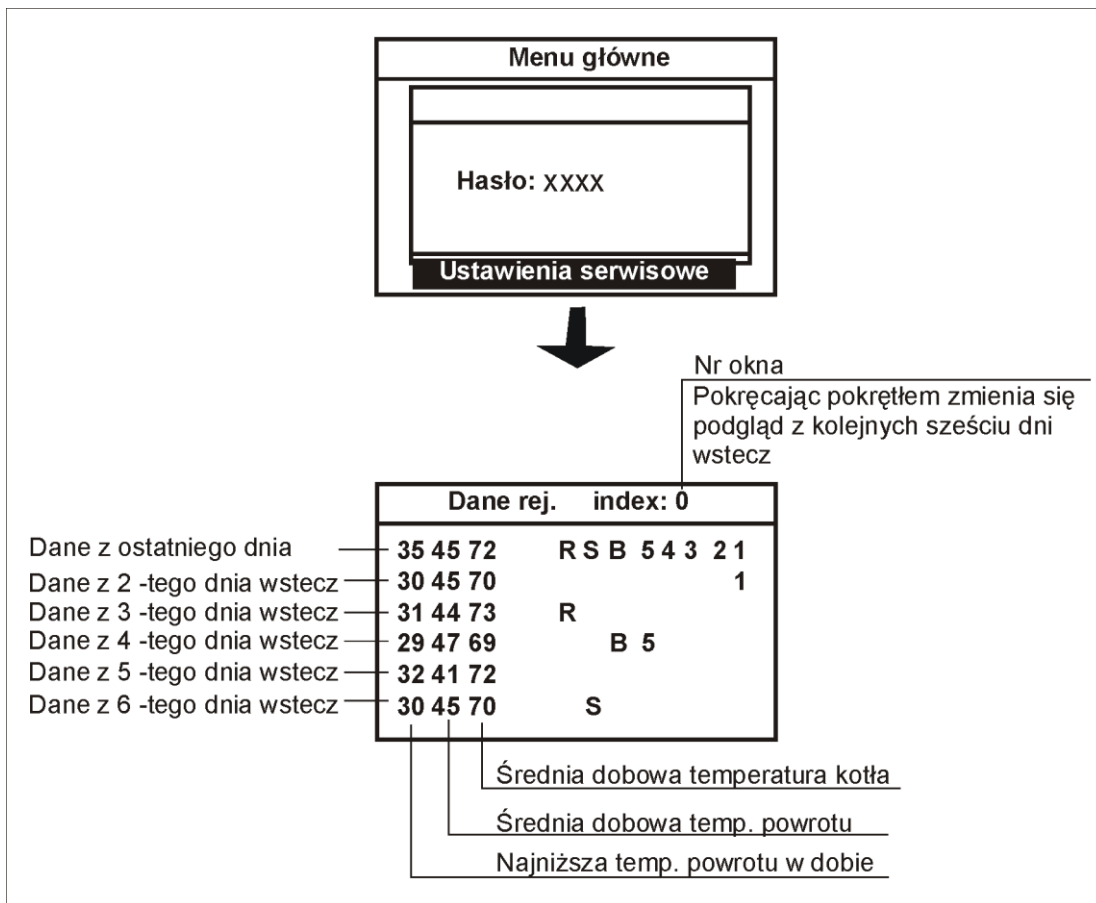 Menu główne
Hasło: xxxx
Ustawienia serwisowe
Nr okna
Pokręcając pokrętłem zmienia się
podgląd z kolejnych sześciu dni
wstecz
Dane rej. index: 0
Dane z ostatniego dnia 35 45 72 R S B 5 4 3 2 1
Dane z 2 -tego dnia wstecz 30 45 70 1
Dane z 3 -tego dnia wstecz 31 44 73 R
Dane z 4 -tego dnia wstecz 29 47 69 B 5
Dane z 5 -tego dnia wstecz 32 41 72
Dane z 6 -tego dnia wstecz 30 45 70 S
Średnia dobowa temperatura kotła
Średnia dobowa temp. powrotu
Najniższa temp. powrotu w dobie